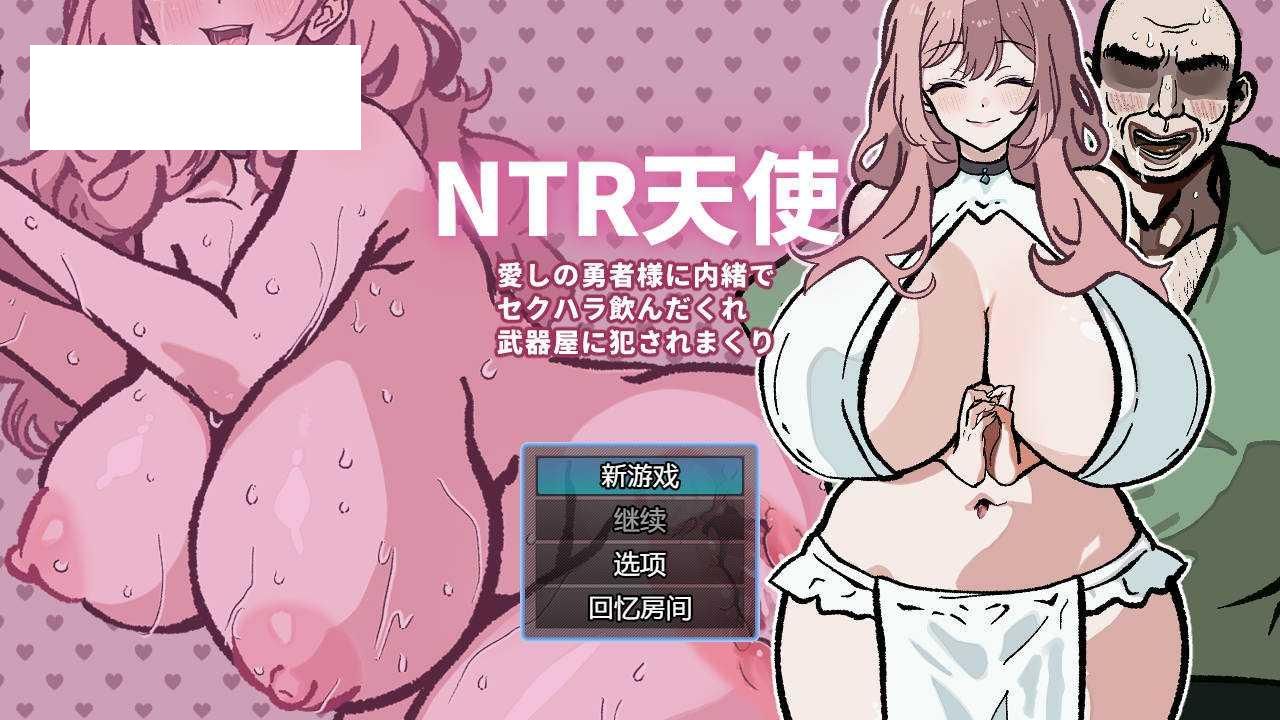 NTR天使
愛しの勇者様に内緒で
セクハラ飲んだくれ
武器屋に犯されまくり
新游戏
继续
选项
回忆房间